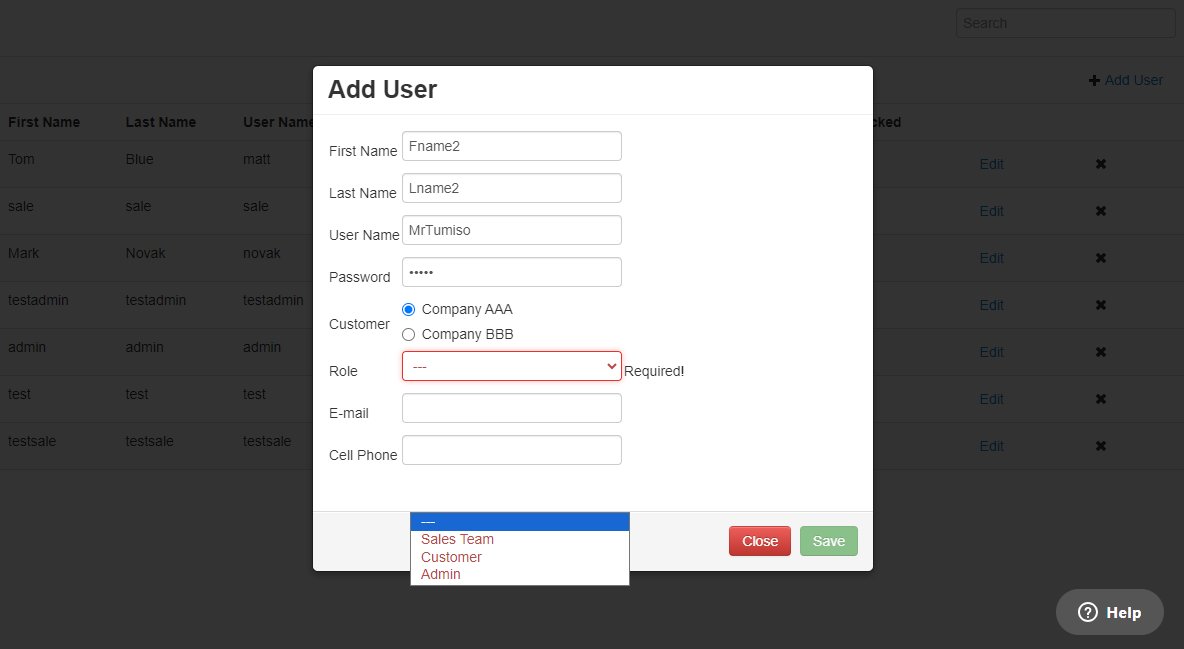 Search
Add User
Add User
First Name Last Name User Name cked
Tom Blue matt Edit
sale sale sale Edit
Mark Novak novak Edit
testadmin testadmin testadmin Edit
admin admin admin Edit
test test test Edit
testsale testsale testsale Edit
First Name Fname2
Last Name Lname2
User Name MrTumiso
Password •••••
Customer
Company AAA
Company BBB
Role --- Required!
E-mail
Cell Phone
---
Sales Team
Customer
Admin
Close Save
? Help